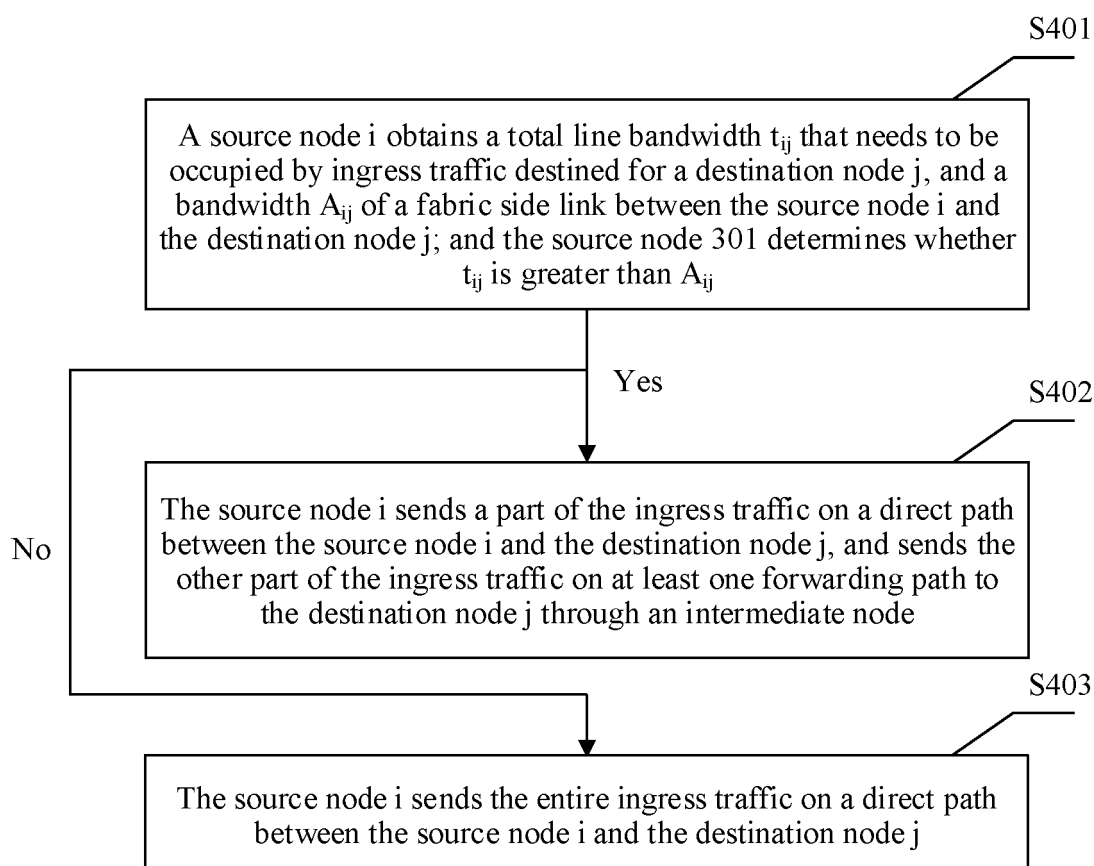 S401
A source node i obtains a total line bandwidth tij that needs to be
occupied by ingress traffic destined for a destination node j, and a
bandwidth Aij of a fabric side link between the source node i and
the destination node j; and the source node 301 determines whether
tij is greater than Aij
Yes
S402
The source node i sends a part of the ingress traffic on a direct path
between the source node i and the destination node j, and sends the
other part of the ingress traffic on at least one forwarding path to
the destination node j through an intermediate node
No
S403
The source node i sends the entire ingress traffic on a direct path
between the source node i and the destination node j